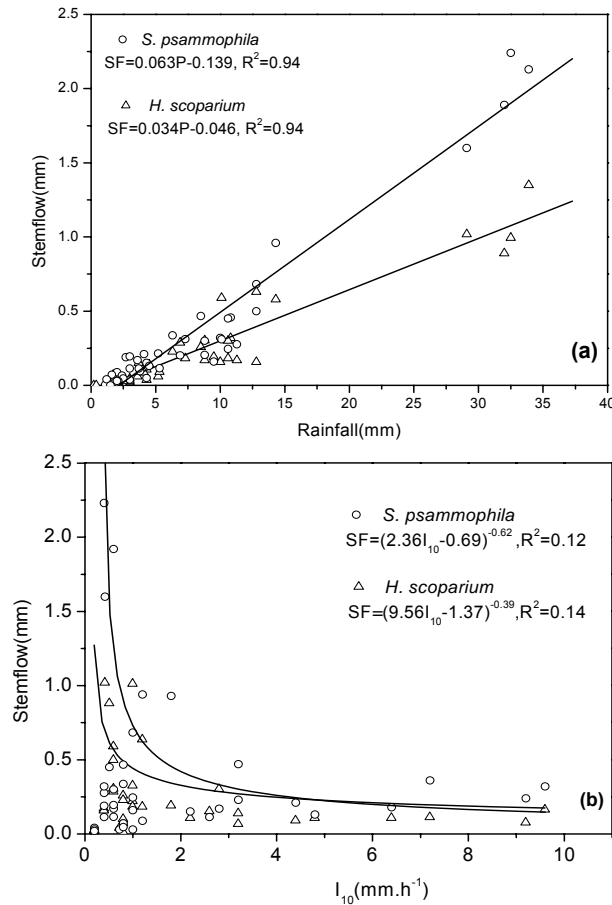 2.5
2.0
1.5
1.0
0.5
0.0
Stemflow(mm)
S. psammophila
SF=0.063P-0.139, R²=0.94
H. scoparium
SF=0.034P-0.046, R²=0.94
(a)
0 5 10 15 20 25 30 35 40
Rainfall(mm)
2.5
2.0
1.5
1.0
0.5
0.0
Stemflow(mm)
S. psammophila
SF=(2.36I₁₀-0.69)⁻⁰·⁶²,R²=0.12
H. scoparium
SF=(9.56I₁₀-1.37)⁻⁰·³⁹,R²=0.14
(b)
0 2 4 6 8 10
I₁₀(mm.h⁻¹)